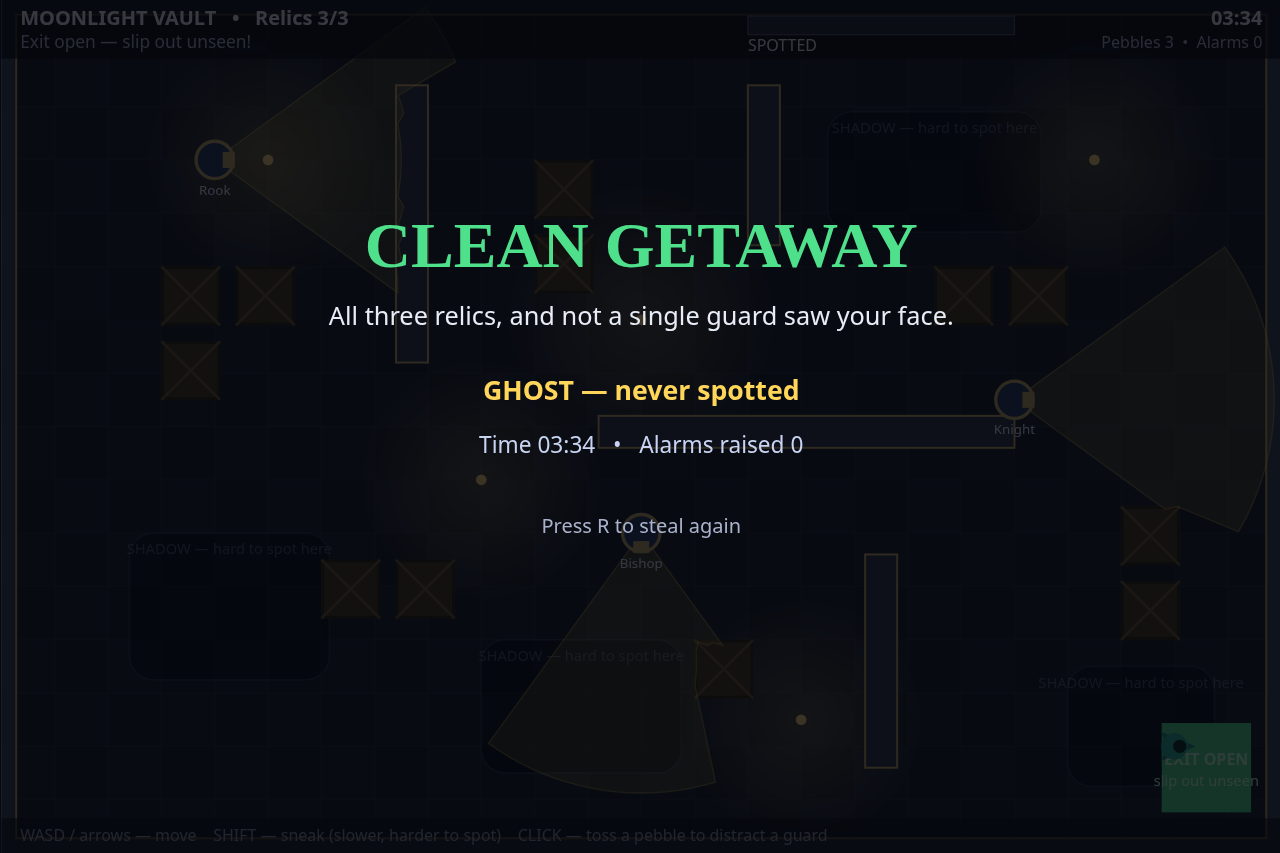 MOONLIGHT VAULT • Relics 3/3
03:34
Exit open — slip out unseen!
SPOTTED
Pebbles 3 • Alarms 0
SHADOW — hard to spot here
Rook
CLEAN GETAWAY
All three relics, and not a single guard saw your face.
GHOST — never spotted
Knight
Time 03:34 • Alarms raised 0
Press R to steal again
SHADOW — hard to spot here
Bishop
SHADOW — hard to spot here
SHADOW — hard to spot here
EXIT OPEN
slip out unseen
WASD / arrows — move SHIFT — sneak (slower, harder to spot) CLICK — toss a pebble to distract a guard